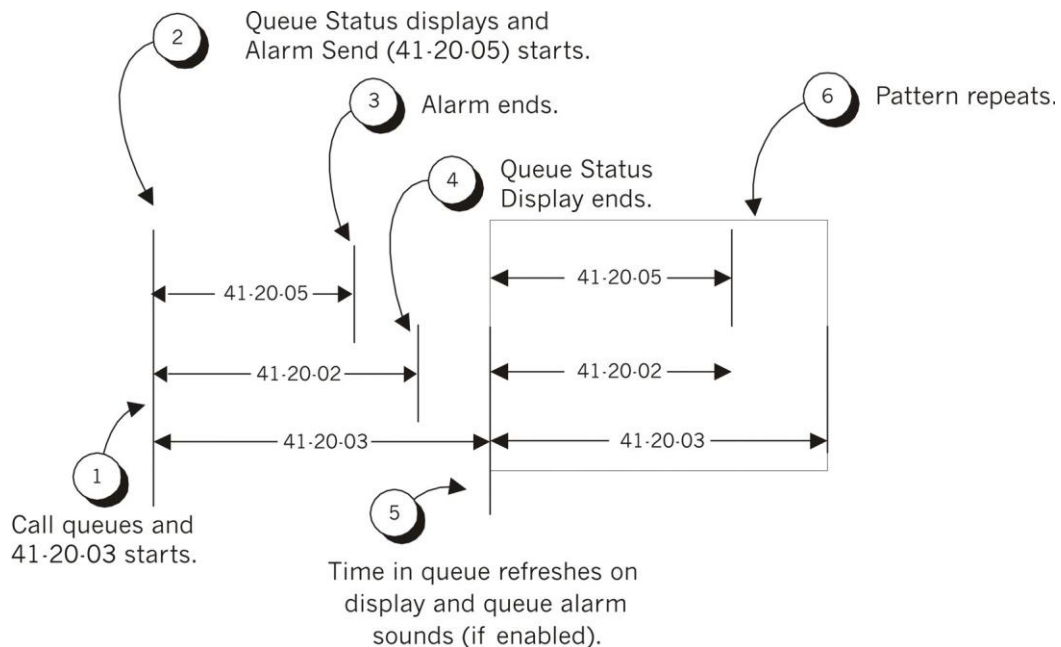 2
Queue Status displays and
Alarm Send (41-20-05) starts.
3
Alarm ends.
6
Pattern repeats.
4
Queue Status
Display ends.
41-20-05
41-20-05
41-20-02
41-20-02
41-20-03
41-20-03
1
Call queues and
41-20-03 starts.
5
Time in queue refreshes on
display and queue alarm
sounds (if enabled).